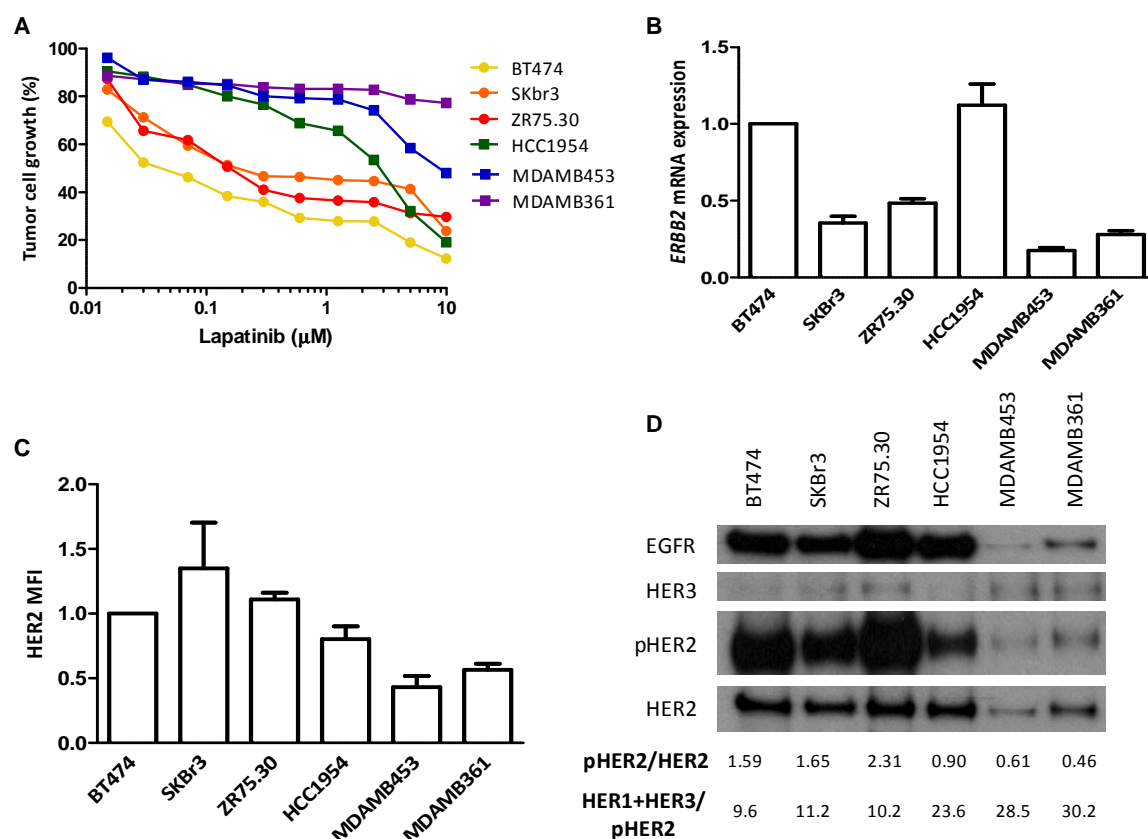 A
Tumor cell growth (%)
100
80
60
40
20
0
0.01
0.1
1
10
Lapatinib (μM)
BT474
SKbr3
ZR75.30
HCC1954
MDAMB453
MDAMB361
B
ERBB2 mRNA expression
1.5
1.0
0.5
0.0
BT474
SKBr3
ZR75.30
HCC1954
MDAMB453
MDAMB361
C
HER2 MFI
2.0
1.5
1.0
0.5
0.0
BT474
SKBr3
ZR75.30
HCC1954
MDAMB453
MDAMB361
D
BT474
SKBr3
ZR75.30
HCC1954
MDAMB453
MDAMB361
EGFR
HER3
pHER2
HER2
pHER2/HER2 1.59 1.65 2.31 0.90 0.61 0.46
HER1+HER3/
pHER2 9.6 11.2 10.2 23.6 28.5 30.2